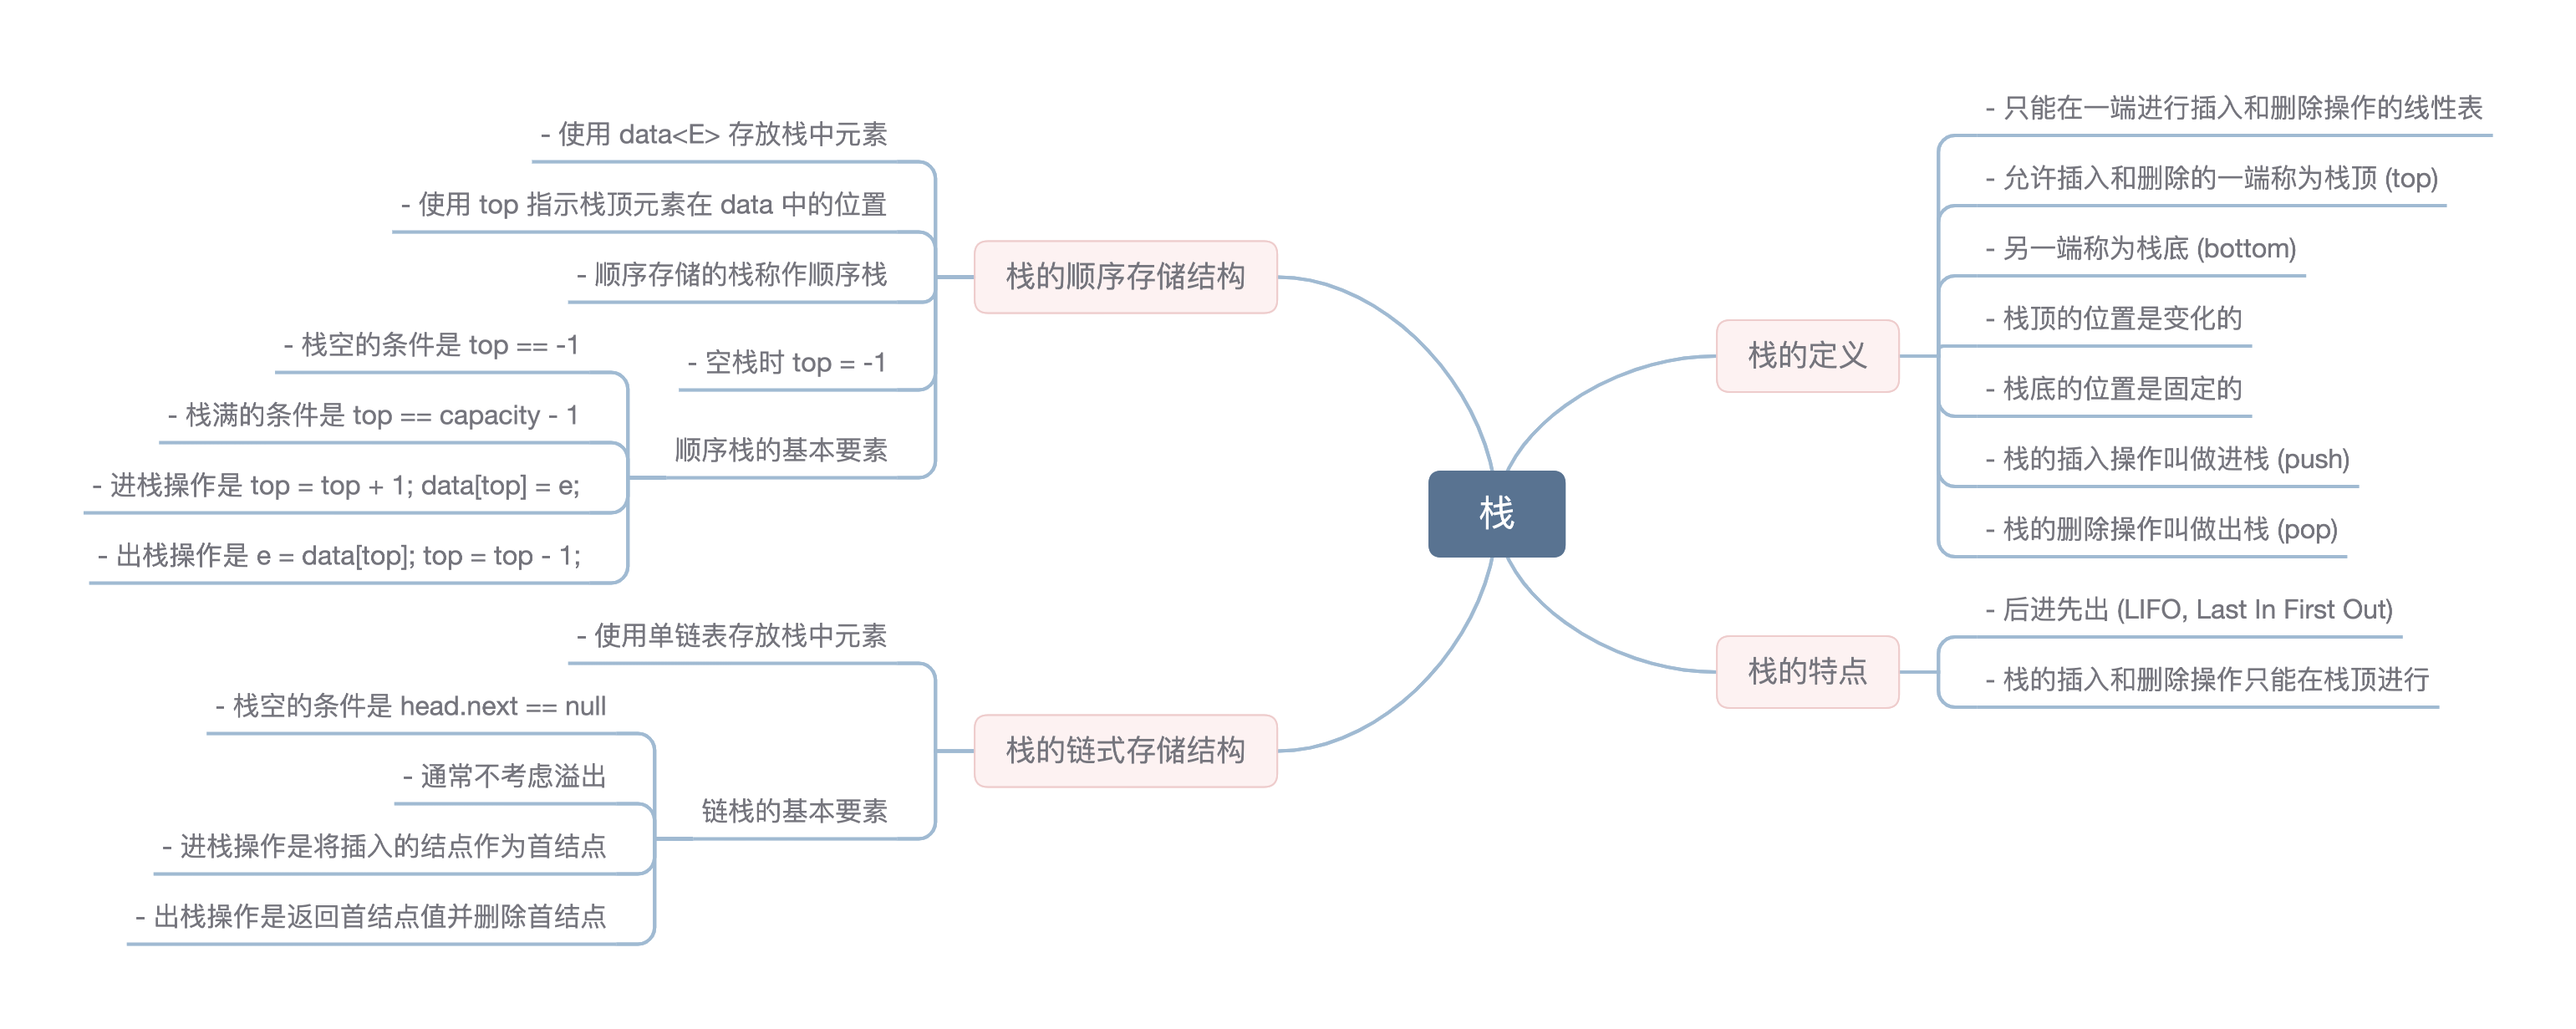 栈
栈的定义
- 只能在一端进行插入和删除操作的线性表
- 允许插入和删除的一端称为栈顶 (top)
- 另一端称为栈底 (bottom)
- 栈顶的位置是变化的
- 栈底的位置是固定的
- 栈的插入操作叫做进栈 (push)
- 栈的删除操作叫做出栈 (pop)
栈的特点
- 后进先出 (LIFO, Last In First Out)
- 栈的插入和删除操作只能在栈顶进行
栈的顺序存储结构
- 使用 data<E> 存放栈中元素
- 使用 top 指示栈顶元素在 data 中的位置
- 顺序存储的栈称作顺序栈
- 空栈时 top = -1
顺序栈的基本要素
- 栈空的条件是 top == -1
- 栈满的条件是 top == capacity - 1
- 进栈操作是 top = top + 1; data[top] = e;
- 出栈操作是 e = data[top]; top = top - 1;
栈的链式存储结构
- 使用单链表存放栈中元素
链栈的基本要素
- 栈空的条件是 head.next == null
- 通常不考虑溢出
- 进栈操作是将插入的结点作为首结点
- 出栈操作是返回首结点值并删除首结点